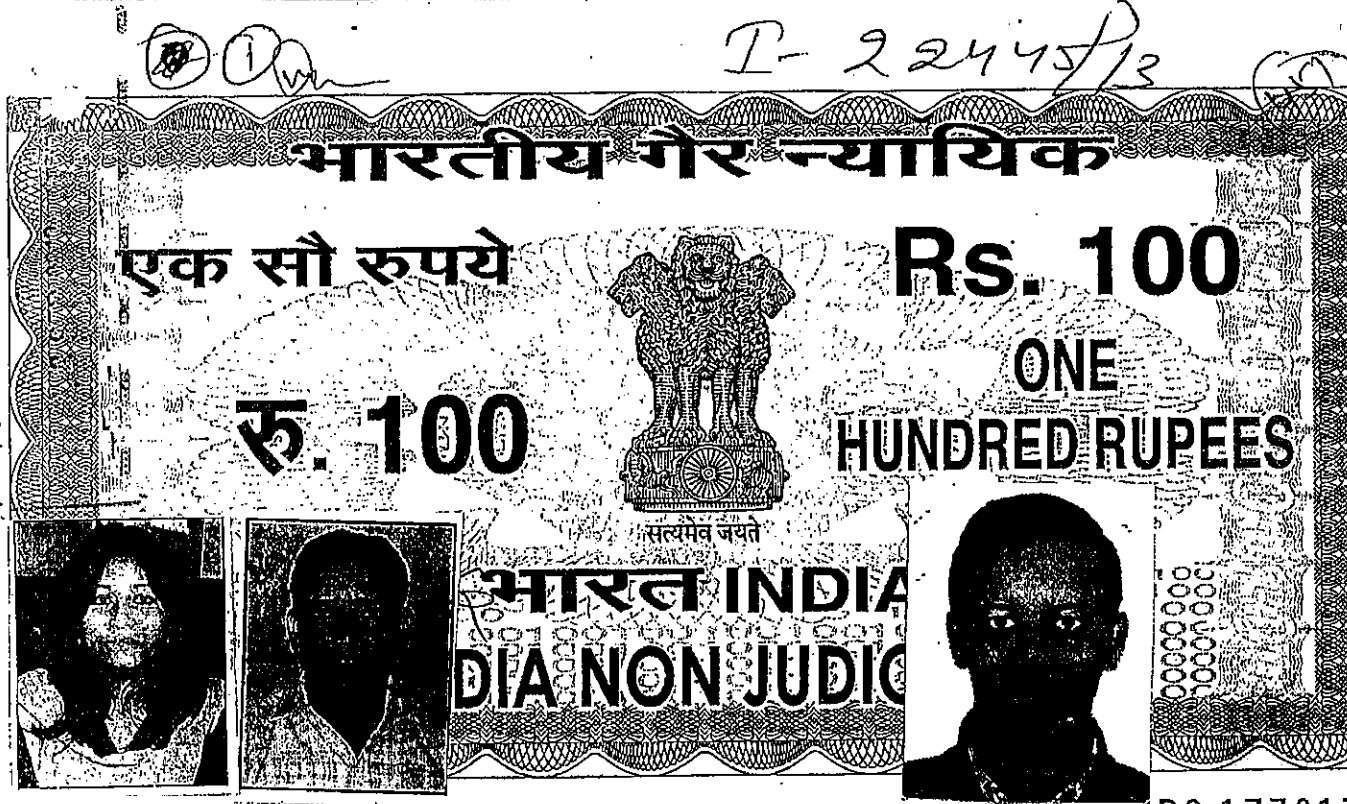 1
I- 22445/13
भारतीय गैर न्यायिक
एक सौ रुपये
Rs. 100
रु. 100
ONE
HUNDRED RUPEES
सत्यमेव जयते
भारत INDIA
DIA NON JUDIC